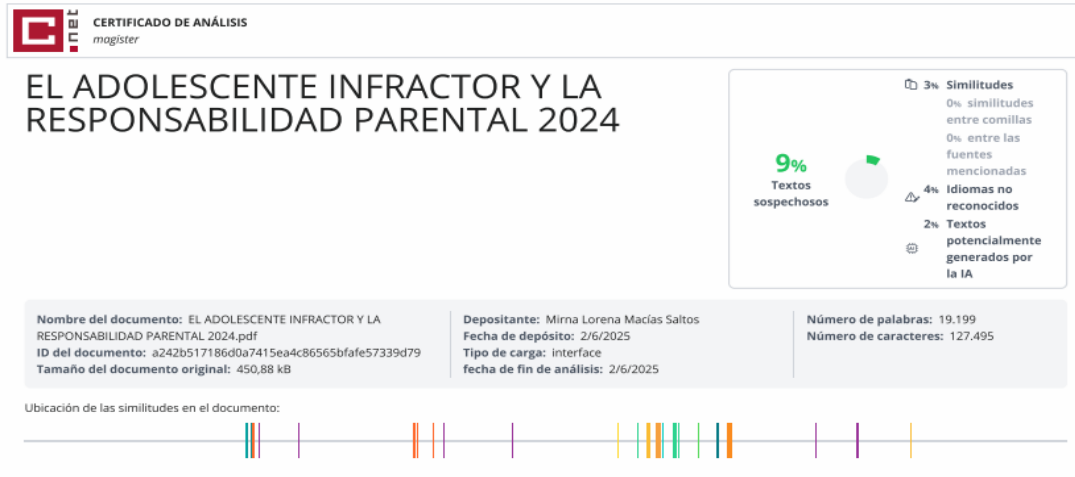 C
.net
CERTIFICADO DE ANÁLISIS
magister
EL ADOLESCENTE INFRACTOR Y LA
RESPONSABILIDAD PARENTAL 2024
9%
Textos
sospechosos
3% Similitudes
0% similitudes
entre comillas
0% entre las
fuentes
mencionadas
4% Idiomas no
reconocidos
2% Textos
potencialmente
generados por
la IA
Nombre del documento: EL ADOLESCENTE INFRACTOR Y LA
RESPONSABILIDAD PARENTAL 2024.pdf
ID del documento: a242b517186d0a7415ea4c86565bfafe57339d79
Tamaño del documento original: 450,88 kB
Depositante: Mirna Lorena Macías Saltos
Fecha de depósito: 2/6/2025
Tipo de carga: interface
fecha de fin de análisis: 2/6/2025
Número de palabras: 19.199
Número de caracteres: 127.495
Ubicación de las similitudes en el documento: